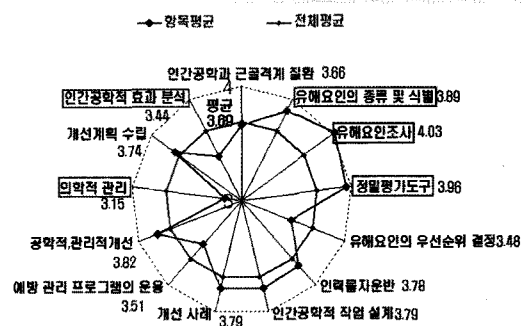 항목평균 전체평균
인간공학과 근골격계 질환 3.66
유해요인의 종류 및 식별
3.89
유해요인조사 4.03
정밀평가도구 3.96
유해요인의 우선순위 결정 3.48
인력물자운반 3.78
인간공학적 작업 설계 3.79
개선 사례 3.79
예방 관리 프로그램의 운용
3.51
공학적,관리적개선
3.82
의학적 관리
3.15
개선계획 수립
3.74
인간공학적 효과 분석
3.44
4
평균
3.69
3